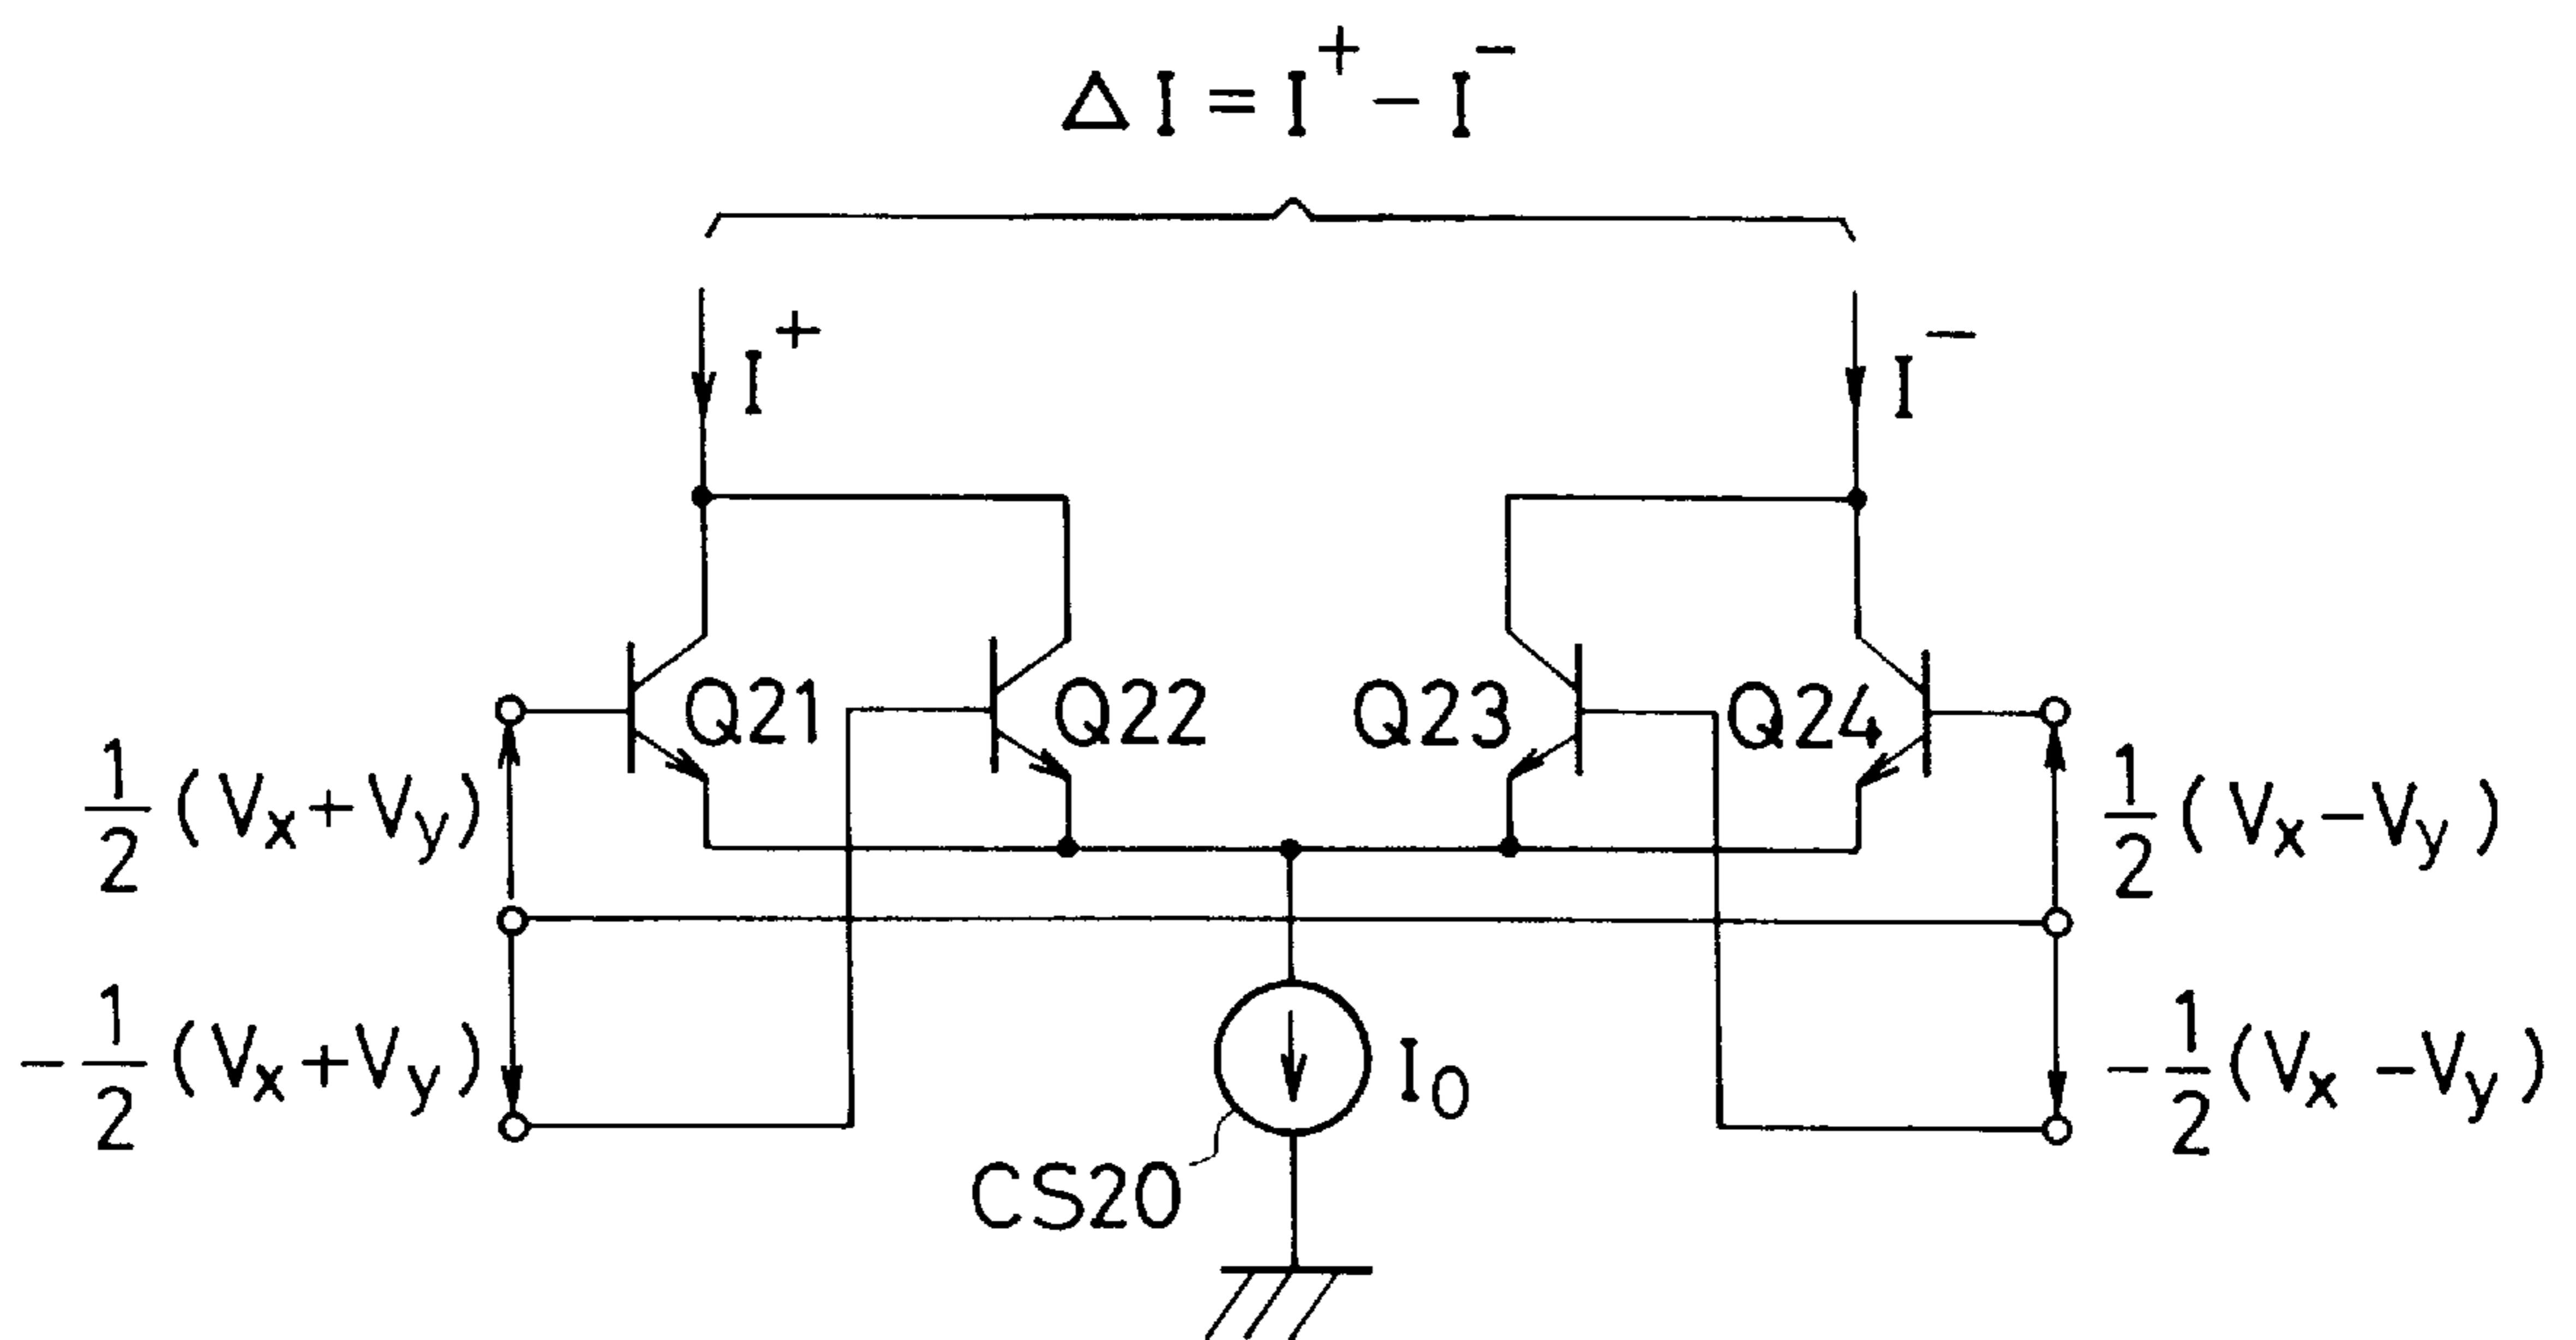 ΔI = I⁺ − I⁻
I⁺
I⁻
Q21
Q22
Q23
Q24
1/2 (Vx + Vy)
1/2 (Vx − Vy)
−1/2 (Vx + Vy)
I0
−1/2 (Vx − Vy)
CS20